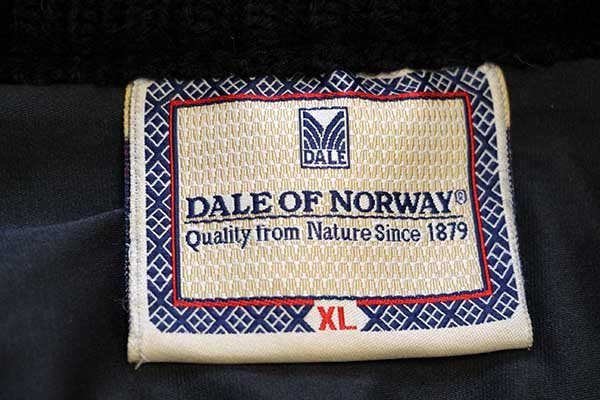 DALE
DALE OF NORWAY®
Quality from Nature Since 1879
XL